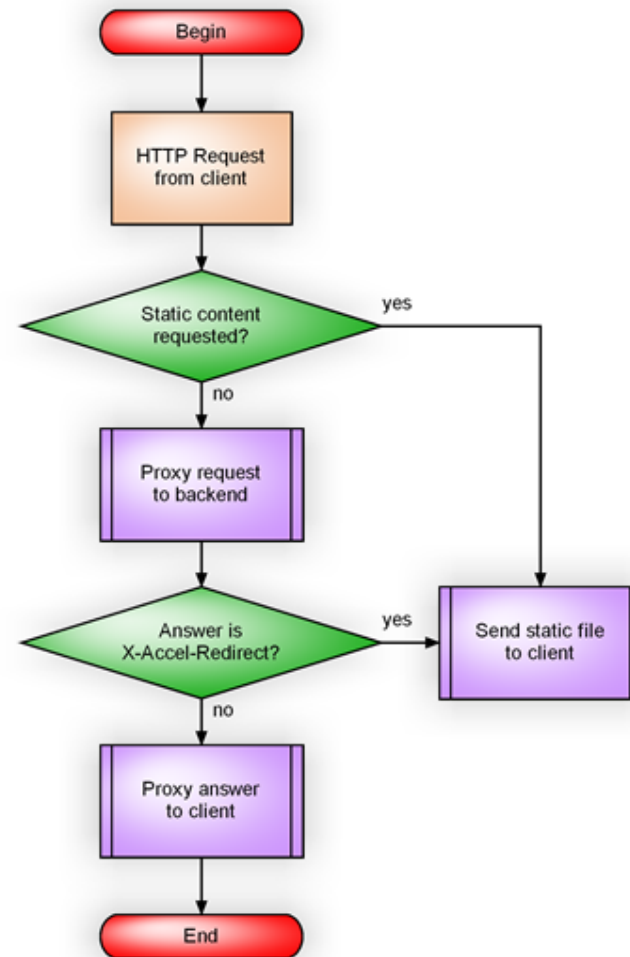 Begin
HTTP Request
from client
Static content
requested?
yes
no
Proxy request
to backend
Answer is
X-Accel-Redirect?
yes
Send static file
to client
no
Proxy answer
to client
End